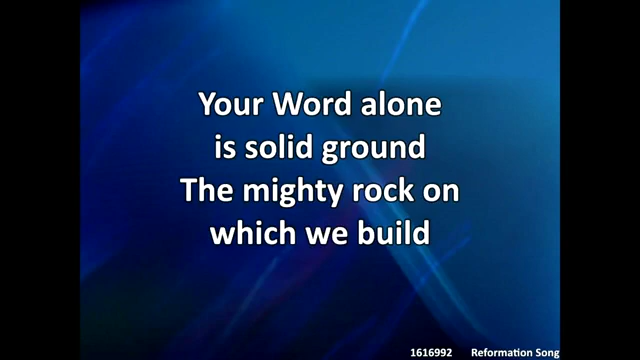 Your Word alone
is solid ground
The mighty rock on
which we build
1616992 Reformation Song